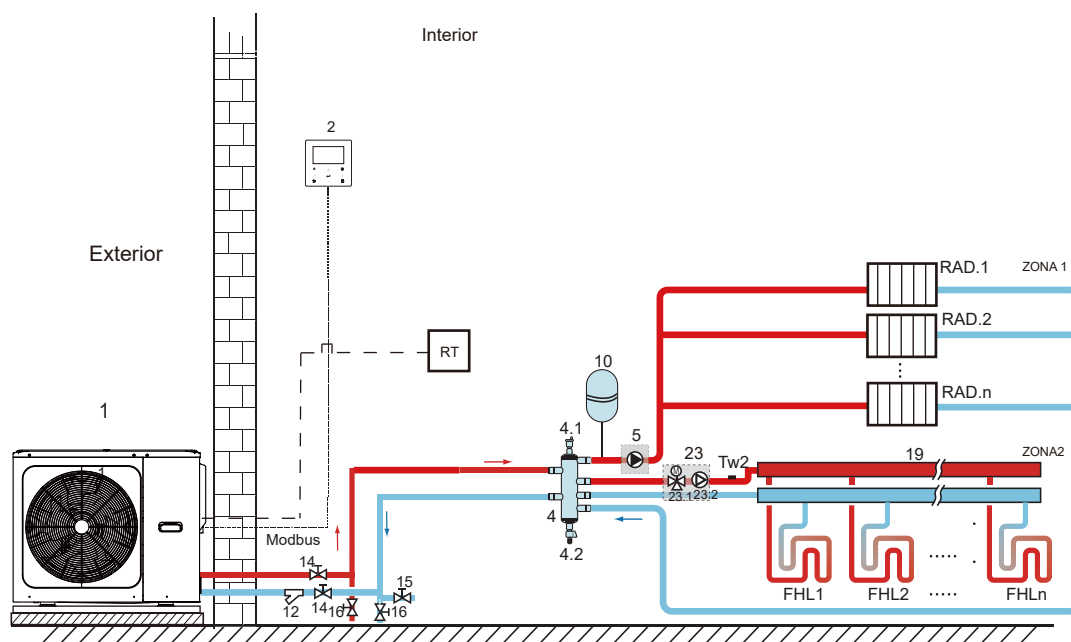 Interior
2
Exterior
RAD.1
ZONA 1
RAD.2
RT
10
RAD.n
1
4.1
5
23
Tw2
19
ZONA2
M
1
23.1
23.2
4
Modbus
4.2
14
15
12
14
16
16
FHL1
FHL2
FHLn